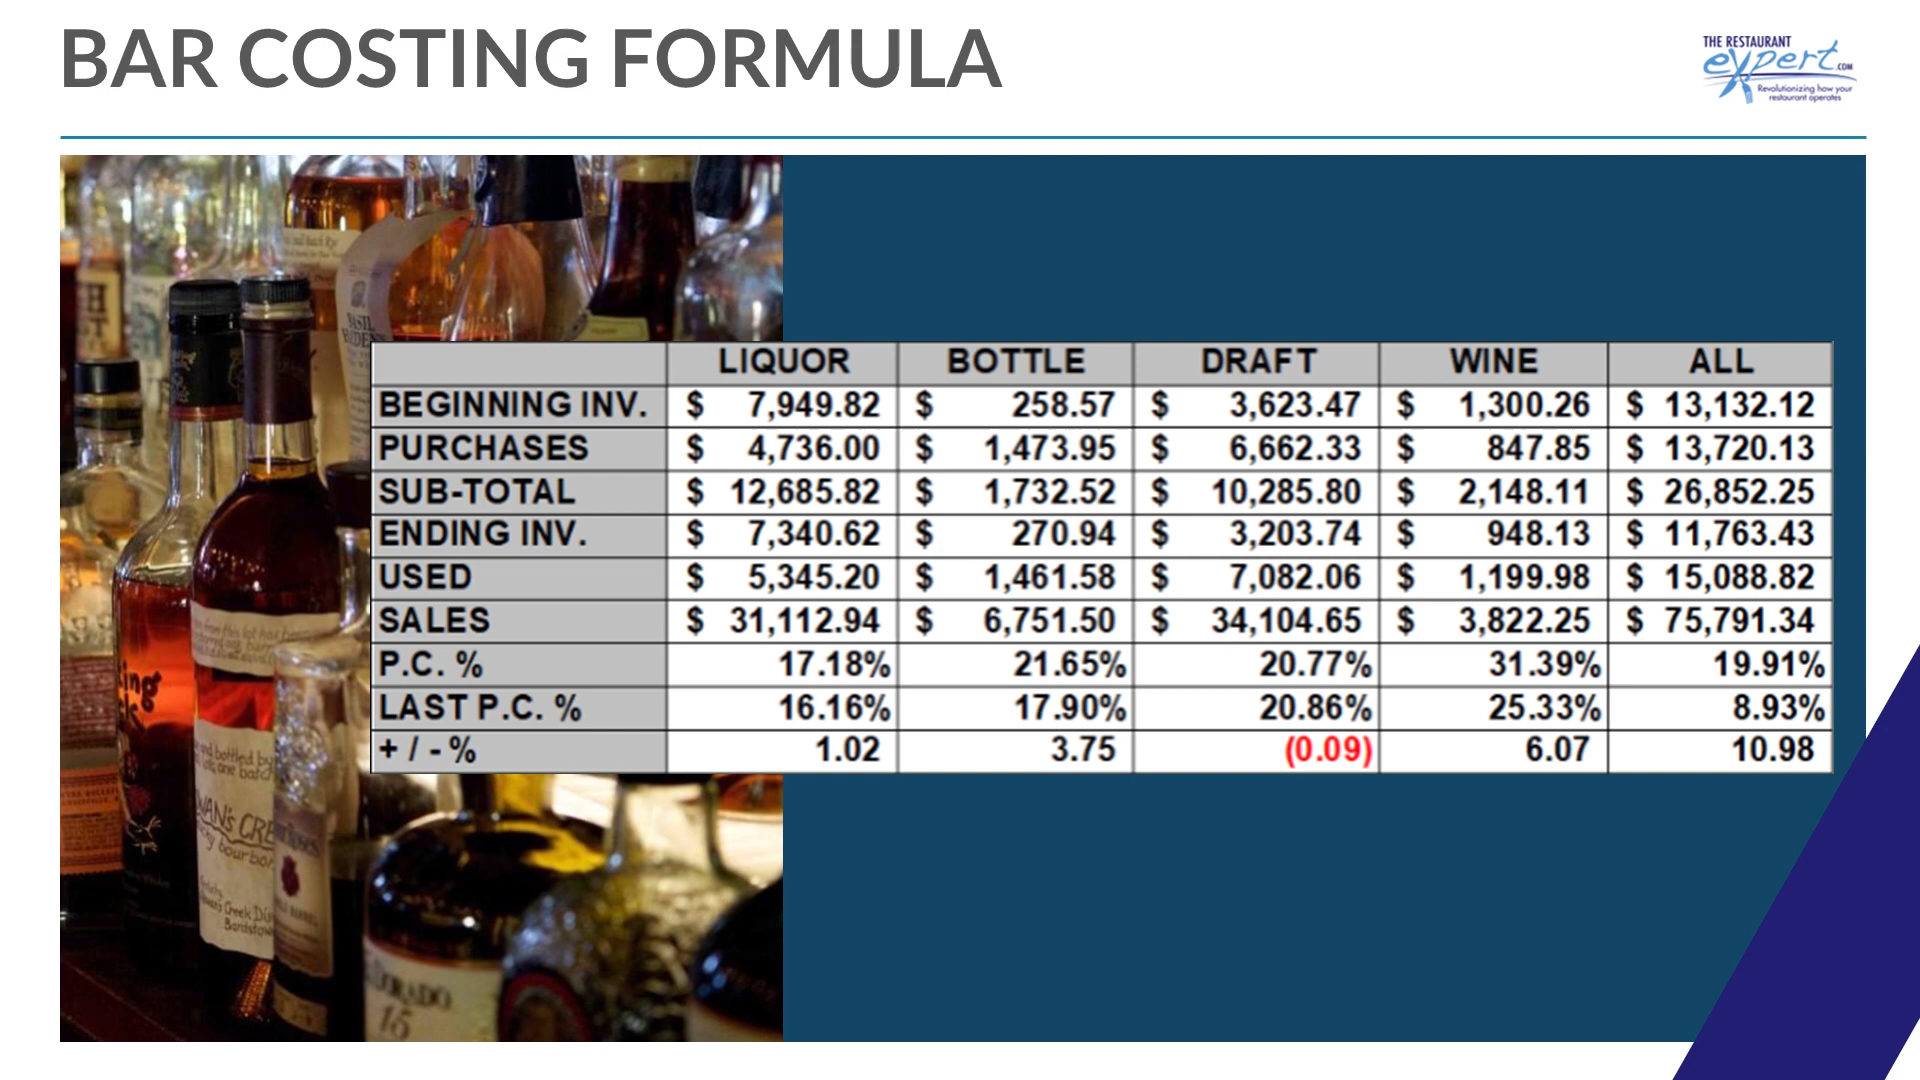 BAR COSTING FORMULA
THE RESTAURANT
expert.COM
Revolutionizing how your
restaurant operates
LIQUOR BOTTLE DRAFT WINE ALL
BEGINNING INV. $ 7,949.82 $ 258.57 $ 3,623.47 $ 1,300.26 $ 13,132.12
PURCHASES $ 4,736.00 $ 1,473.95 $ 6,662.33 $ 847.85 $ 13,720.13
SUB-TOTAL $ 12,685.82 $ 1,732.52 $ 10,285.80 $ 2,148.11 $ 26,852.25
ENDING INV. $ 7,340.62 $ 270.94 $ 3,203.74 $ 948.13 $ 11,763.43
USED $ 5,345.20 $ 1,461.58 $ 7,082.06 $ 1,199.98 $ 15,088.82
SALES $ 31,112.94 $ 6,751.50 $ 34,104.65 $ 3,822.25 $ 75,791.34
P.C. % 17.18% 21.65% 20.77% 31.39% 19.91%
LAST P.C. % 16.16% 17.90% 20.86% 25.33% 8.93%
+ / - % 1.02 3.75 (0.09) 6.07 10.98
DORADO
15